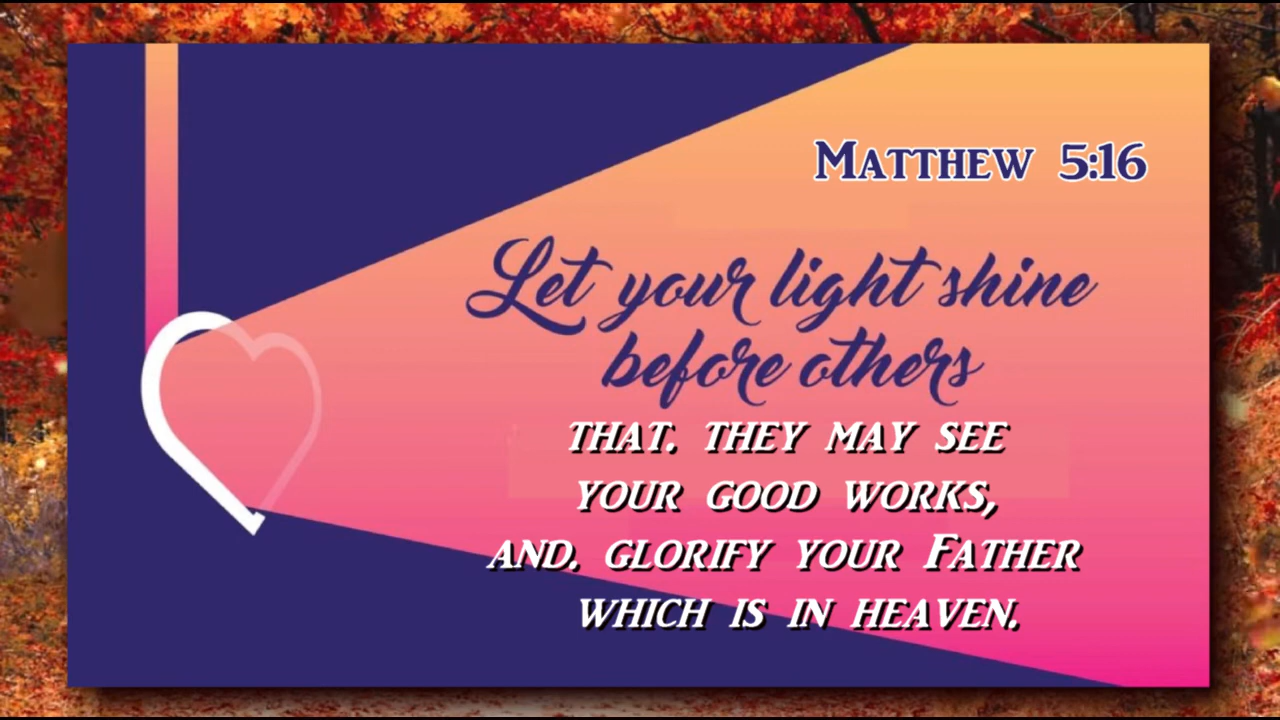 MATTHEW 5:16
Let your light shine
before others
THAT. THEY MAY SEE
YOUR GOOD WORKS,
AND. GLORIFY YOUR FATHER
WHICH IS IN HEAVEN.